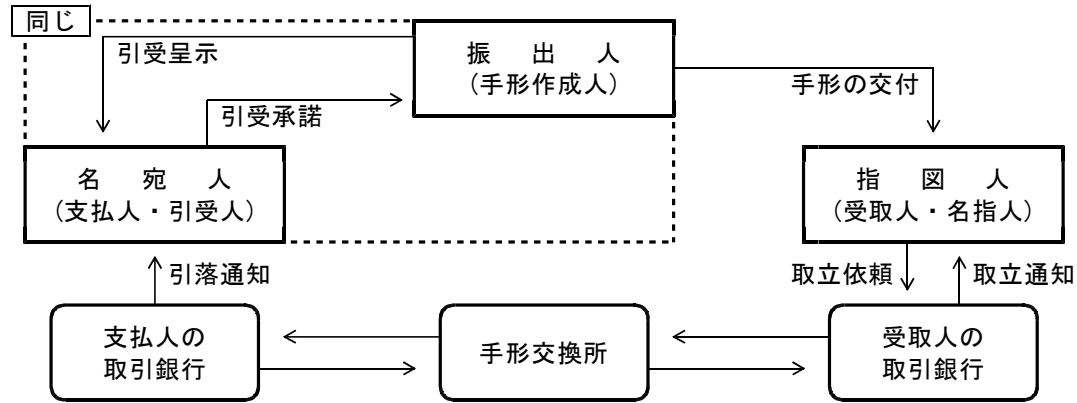 同じ
引受呈示
振出人
(手形作成人)
手形の交付
引受承諾
名宛人
(支払人・引受人)
指図人
(受取人・名指人)
引落通知
取立依頼
取立通知
支払人の
取引銀行
手形交換所
受取人の
取引銀行